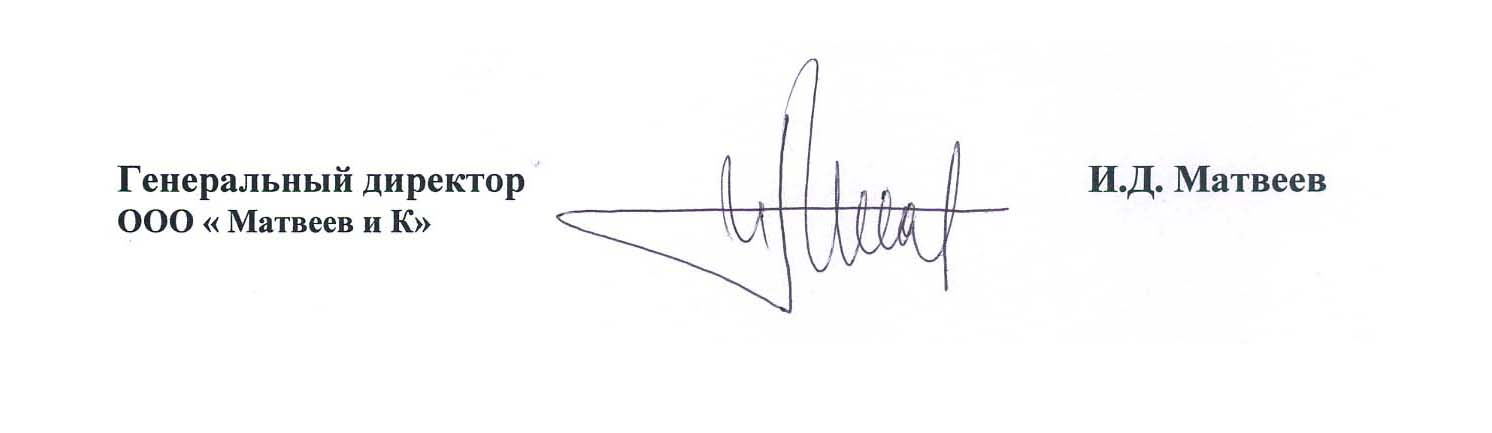 Генеральный директор И.Д. Матвеев
ООО « Матвеев и К»